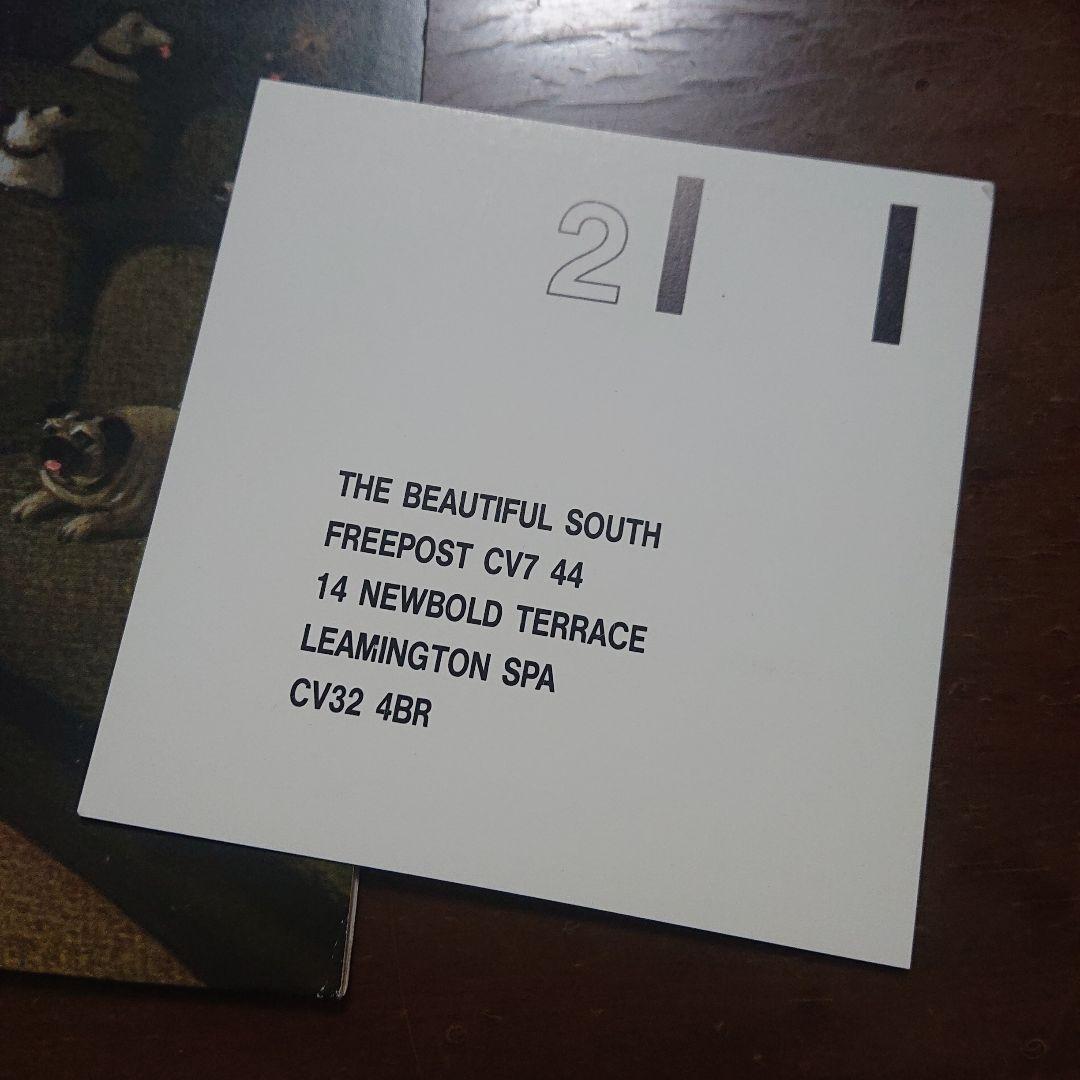 2
THE BEAUTIFUL SOUTH
FREEPOST CV7 44
14 NEWBOLD TERRACE
LEAMINGTON SPA
CV32 4BR